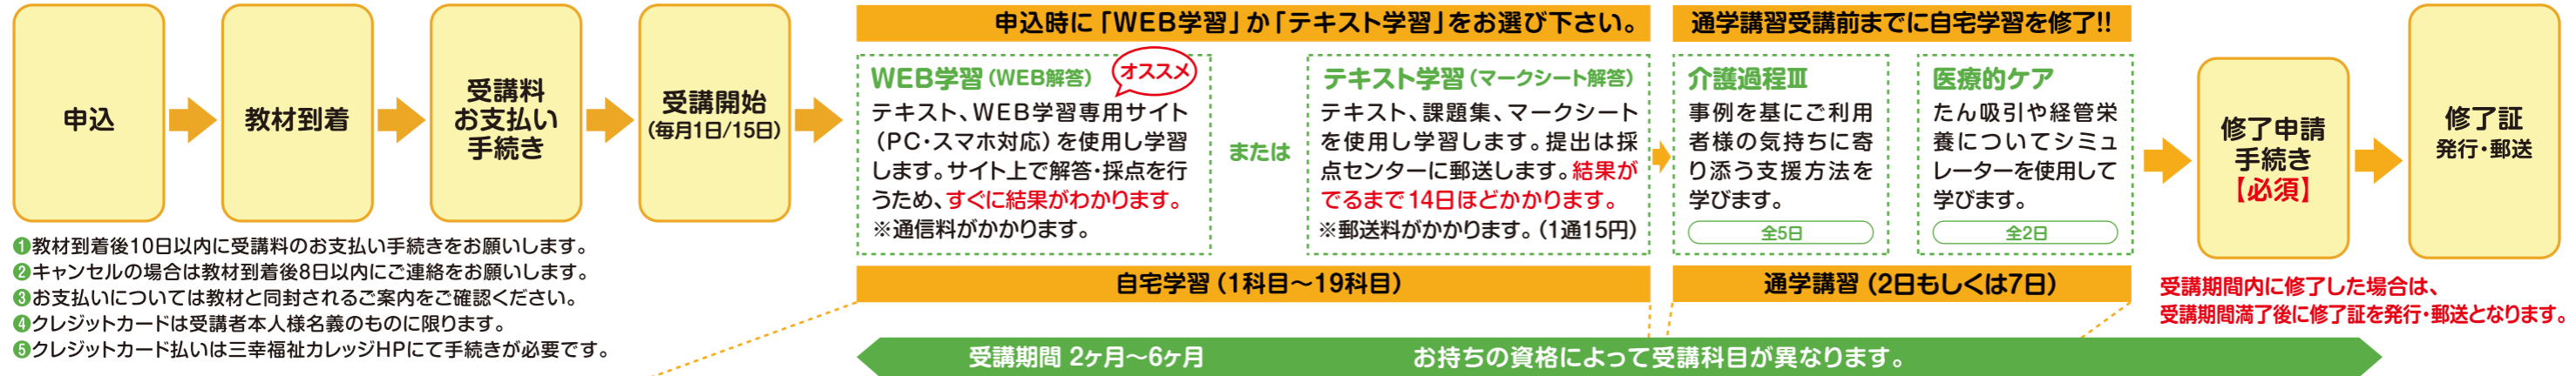 申込
教材到着
受講料
お支払い
手続き
受講開始
(毎月1日/15日)
❶教材到着後10日以内に受講料のお支払い手続きをお願いします。
❷キャンセルの場合は教材到着後8日以内にご連絡をお願いします。
❸お支払いについては教材と同封されるご案内をご確認ください。
❹クレジットカードは受講者本人様名義のものに限ります。
❺クレジットカード払いは三幸福祉カレッジHPにて手続きが必要です。
申込時に「WEB学習」か「テキスト学習」をお選び下さい。
WEB学習(WEB解答)
オススメ
テキスト、WEB学習専用サイト
(PC・スマホ対応)を使用し学習
します。サイト上で解答・採点を行
うため、すぐに結果がわかります。
※通信料がかかります。
または
テキスト学習(マークシート解答)
テキスト、課題集、マークシート
を使用し学習します。提出は採
点センターに郵送します。結果が
でるまで14日ほどかかります。
※郵送料がかかります。(1通15円)
自宅学習(1科目～19科目)
通学講習受講前までに自宅学習を修了!!
介護過程Ⅲ
事例を基にご利用
者様の気持ちに寄
り添う支援方法を
学びます。
全5日
医療的ケア
たん吸引や経管栄
養についてシミュ
レーターを使用して
学びます。
全2日
通学講習(2日もしくは7日)
修了申請
手続き
【必須】
修了証
発行・郵送
受講期間内に修了した場合は、
受講期間満了後に修了証を発行・郵送となります。
受講期間 2ヶ月～6ヶ月
お持ちの資格によって受講科目が異なります。